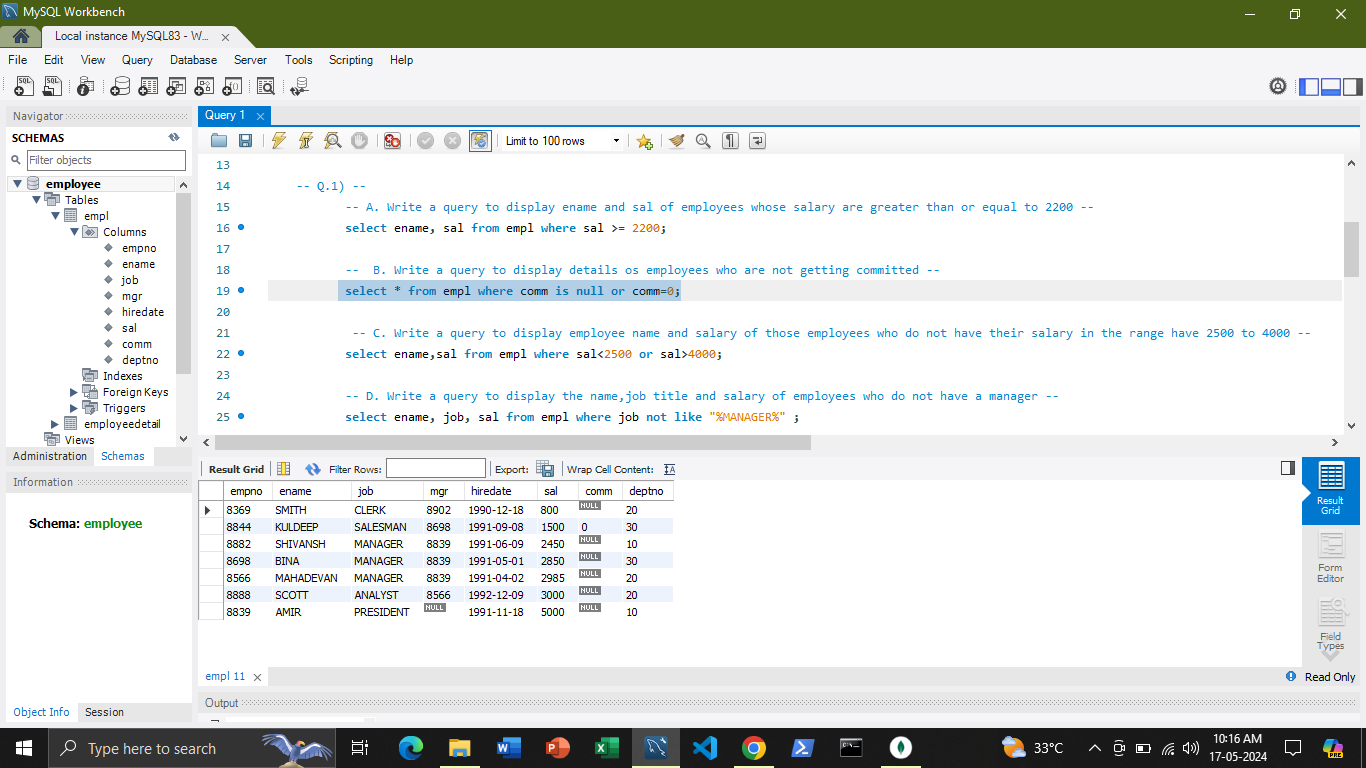 MySQL Workbench
Local instance MySQL83 - W...
File Edit View Query Database Server Tools Scripting Help
Navigator
SCHEMAS
Filter objects
employee
Tables
empl
Columns
empno
ename
job
mgr
hiredate
sal
comm
deptno
Indexes
Foreign Keys
Triggers
employeedetail
Views
Administration Schemas
Information
Schema: employee
Object Info Session
Query 1
Limit to 100 rows
13
14 -- Q.1) --
15 -- A. Write a query to display ename and sal of employees whose salary are greater than or equal to 2200 --
16 select ename, sal from empl where sal >= 2200;
17
18 -- B. Write a query to display details os employees who are not getting committed --
19 select * from empl where comm is null or comm=0;
20
21 -- C. Write a query to display employee name and salary of those employees who do not have their salary in the range have 2500 to 4000 --
22 select ename,sal from empl where sal<2500 or sal>4000;
23
24 -- D. Write a query to display the name,job title and salary of employees who do not have a manager --
25 select ename, job, sal from empl where job not like "%MANAGER%" ;
Result Grid Filter Rows: Export: Wrap Cell Content: IA
empno ename job mgr hiredate sal comm deptno
8369 SMITH CLERK 8902 1990-12-18 800 NULL 20
8844 KULDEEP SALESMAN 8698 1991-09-08 1500 0 30
8882 SHIVANSH MANAGER 8839 1991-06-09 2450 NULL 10
8698 BINA MANAGER 8839 1991-05-01 2850 NULL 30
8566 MAHADEVAN MANAGER 8839 1991-04-02 2985 NULL 20
8888 SCOTT ANALYST 8566 1992-12-09 3000 NULL 20
8839 AMIR PRESIDENT NULL 1991-11-18 5000 NULL 10
Result
Grid
Form
Editor
Field
Types
empl 11
Read Only
Output
Type here to search
33°C
10:16 AM
17-05-2024